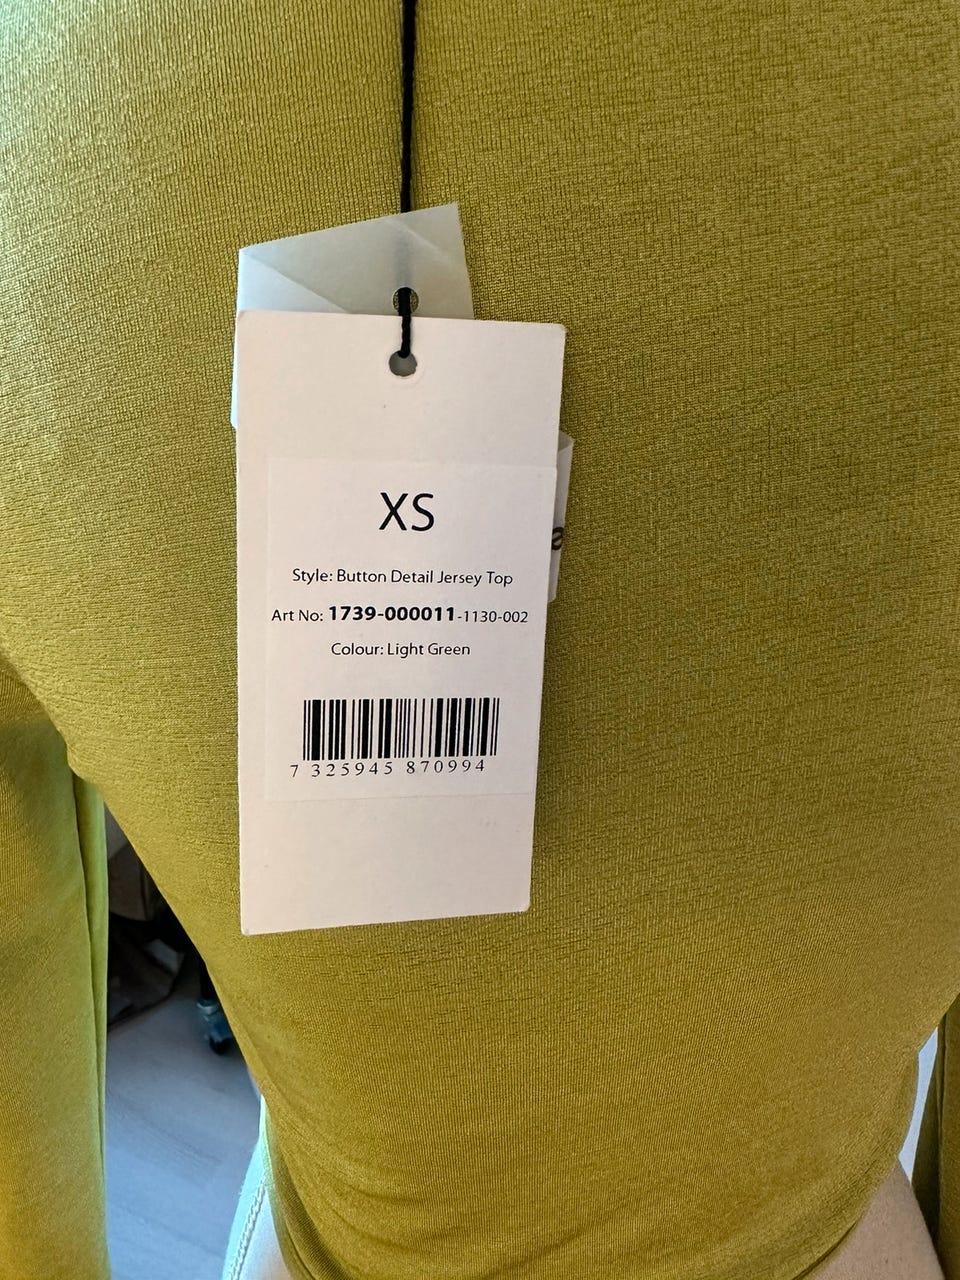 XS
Style: Button Detail Jersey Top
Art No: 1739-000011-1130-002
Colour: Light Green
7 325945 870994